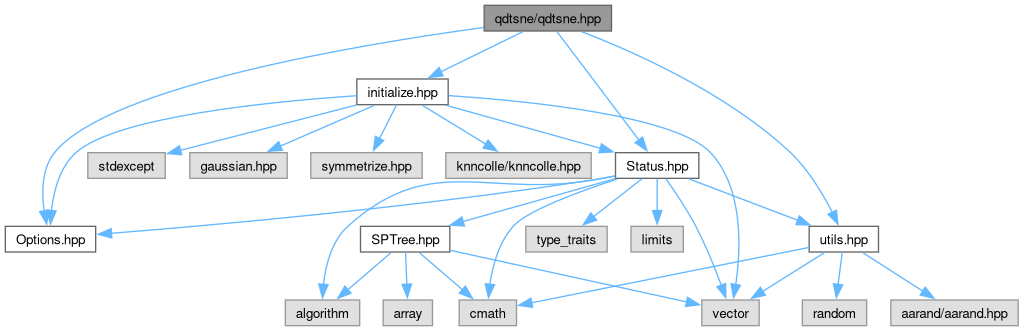 qdtsne/qdtsne.hpp
initialize.hpp
stdexcept
gaussian.hpp
symmetrize.hpp
knncolle/knncolle.hpp
Status.hpp
Options.hpp
SPTree.hpp
type_traits
limits
utils.hpp
algorithm
array
cmath
vector
random
aarand/aarand.hpp